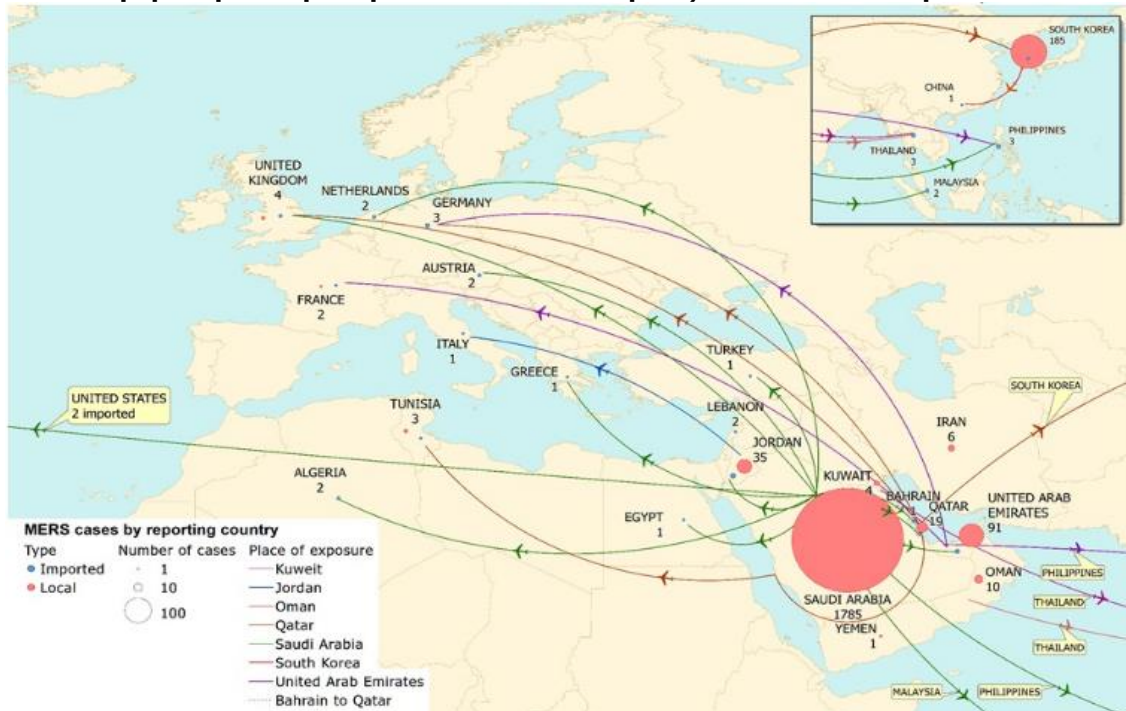 SOUTH KOREA
185
CHINA
1
PHILIPPINES
3
THAILAND
3
MALAYSIA
2
UNITED
KINGDOM
4
NETHERLANDS
2
GERMANY
3
AUSTRIA
2
FRANCE
2
ITALY
1
GREECE
1
TURKEY
1
UNITED STATES
2 imported
TUNISIA
3
LEBANON
2
JORDAN
35
IRAN
6
SOUTH KOREA
ALGERIA
2
KUWAIT
4
BAHRAIN
1
QATAR
19
UNITED ARAB
EMIRATES
91
EGYPT
1
PHILIPPINES
OMAN
10
THAILAND
SAUDI ARABIA
1785
YEMEN
1
THAILAND
MALAYSIA
PHILIPPINES
MERS cases by reporting country
Type
Imported
Local
Number of cases
1
10
100
Place of exposure
Kuweit
Jordan
Oman
Qatar
Saudi Arabia
South Korea
United Arab Emirates
Bahrain to Qatar